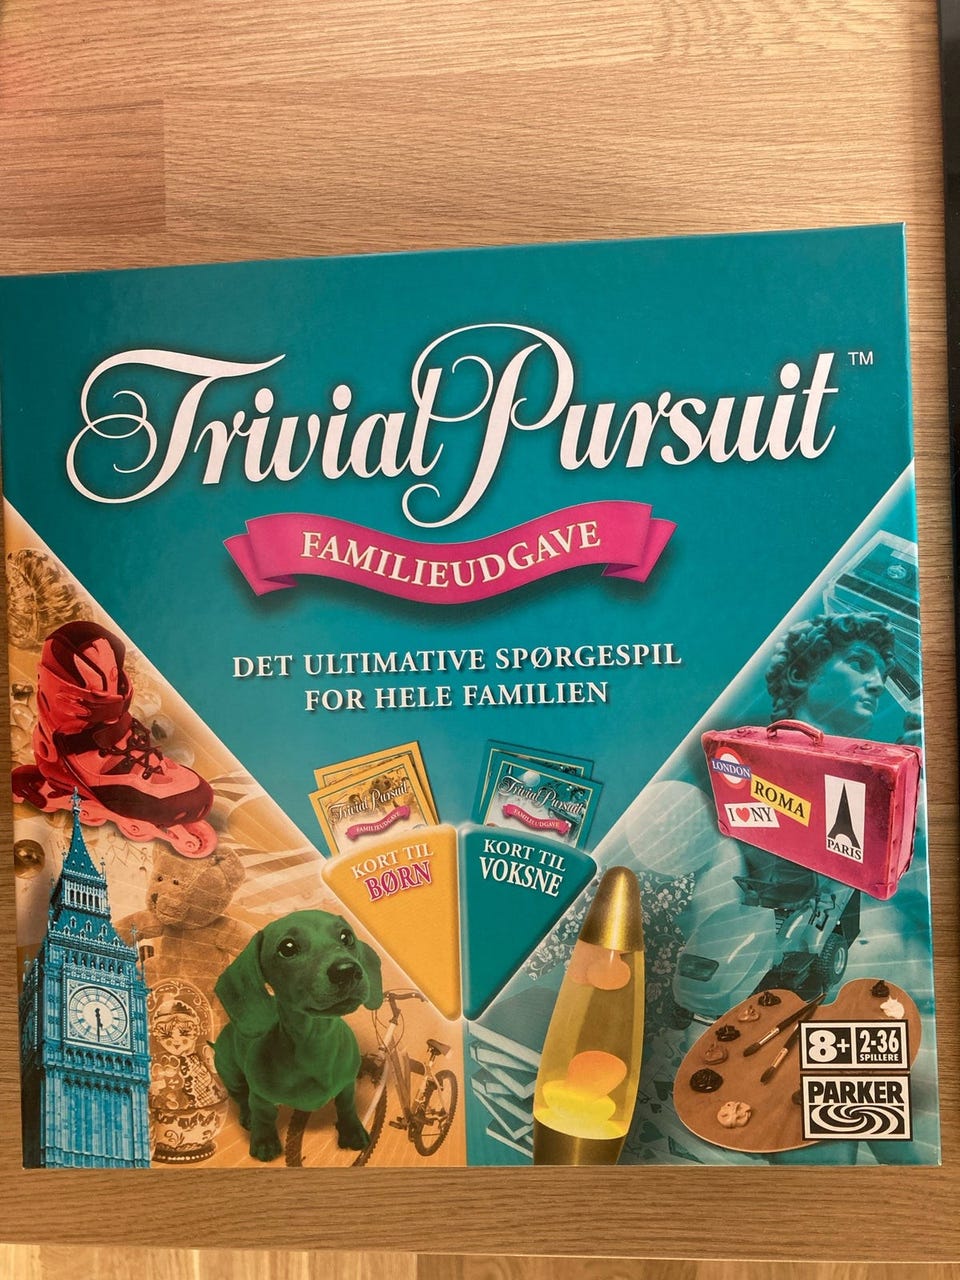 Trivial Pursuit™
FAMILIEUDGAVE
DET ULTIMATIVE SPØRGESPIL
FOR HELE FAMILIEN
Trivial Pursuit
FAMILIEUDGAVE
Trivial Pursuit
FAMILIEUDGAVE
KORT TIL
BØRN
KORT TIL
VOKSNE
LONDON
ROMA
I ♥ NY
PARIS
8+
2-36
SPILLERE
PARKER